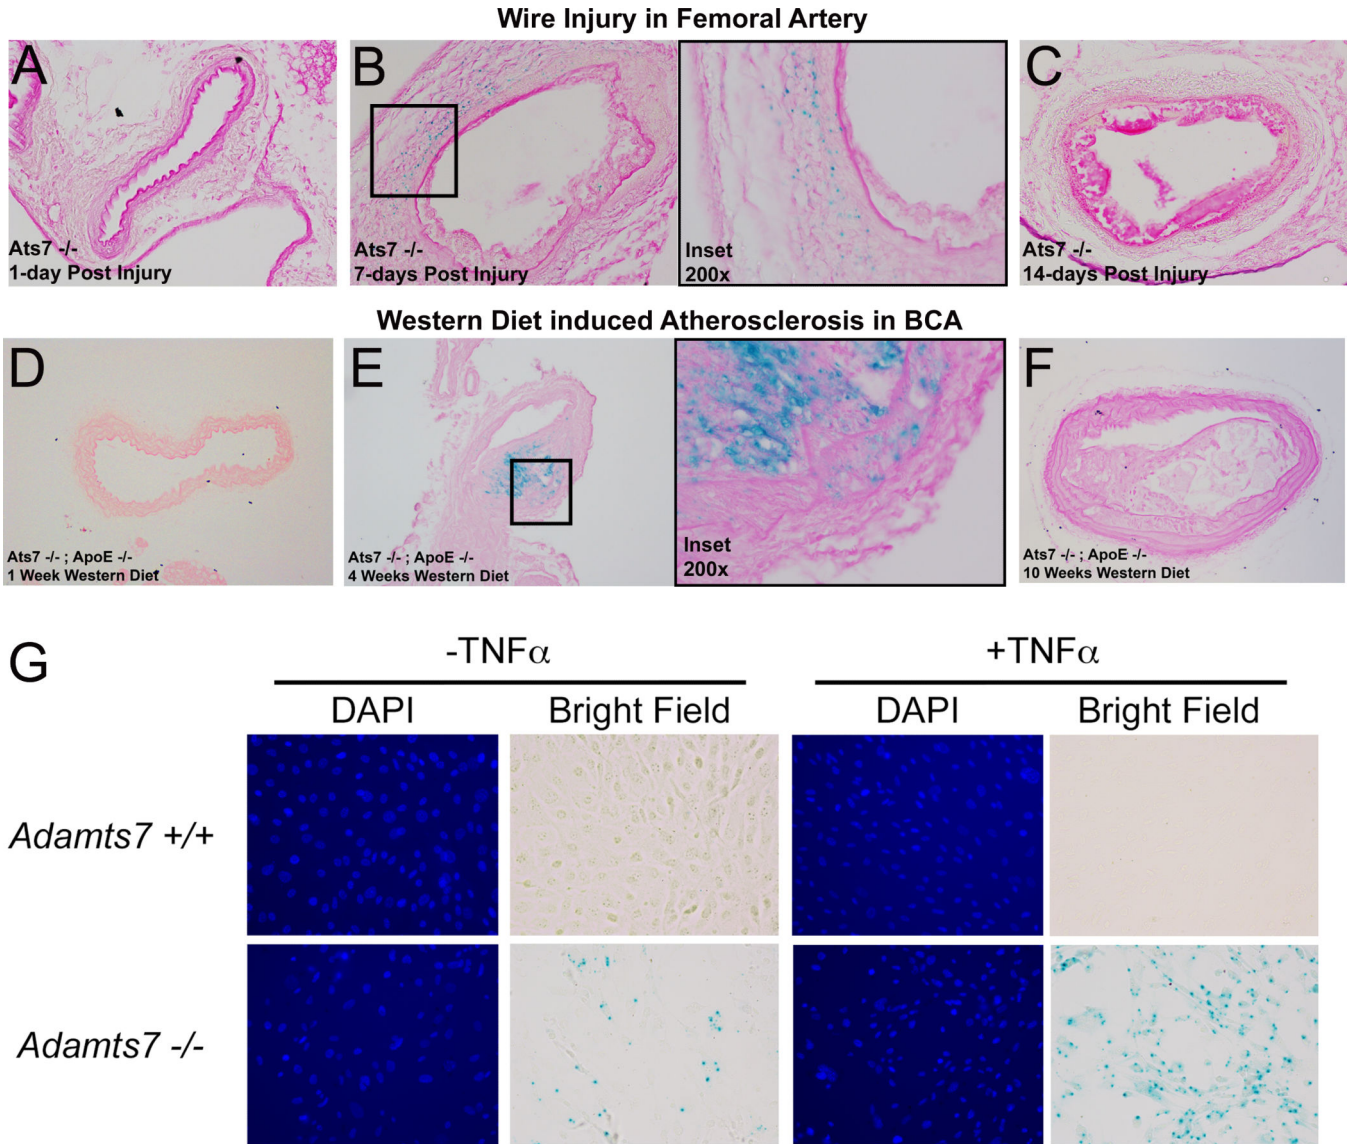 Wire Injury in Femoral Artery
A
Ats7 -/-
1-day Post Injury
B
Ats7 -/-
7-days Post Injury
Inset
200x
C
Ats7 -/-
14-days Post Injury
Western Diet induced Atherosclerosis in BCA
D
Ats7 -/- ; ApoE -/-
1 Week Western Diet
E
Ats7 -/- ; ApoE -/-
4 Weeks Western Diet
Inset
200x
F
Ats7 -/- ; ApoE -/-
10 Weeks Western Diet
G
-TNFα
+TNFα
DAPI
Bright Field
DAPI
Bright Field
Adamts7 +/+
Adamts7 -/-